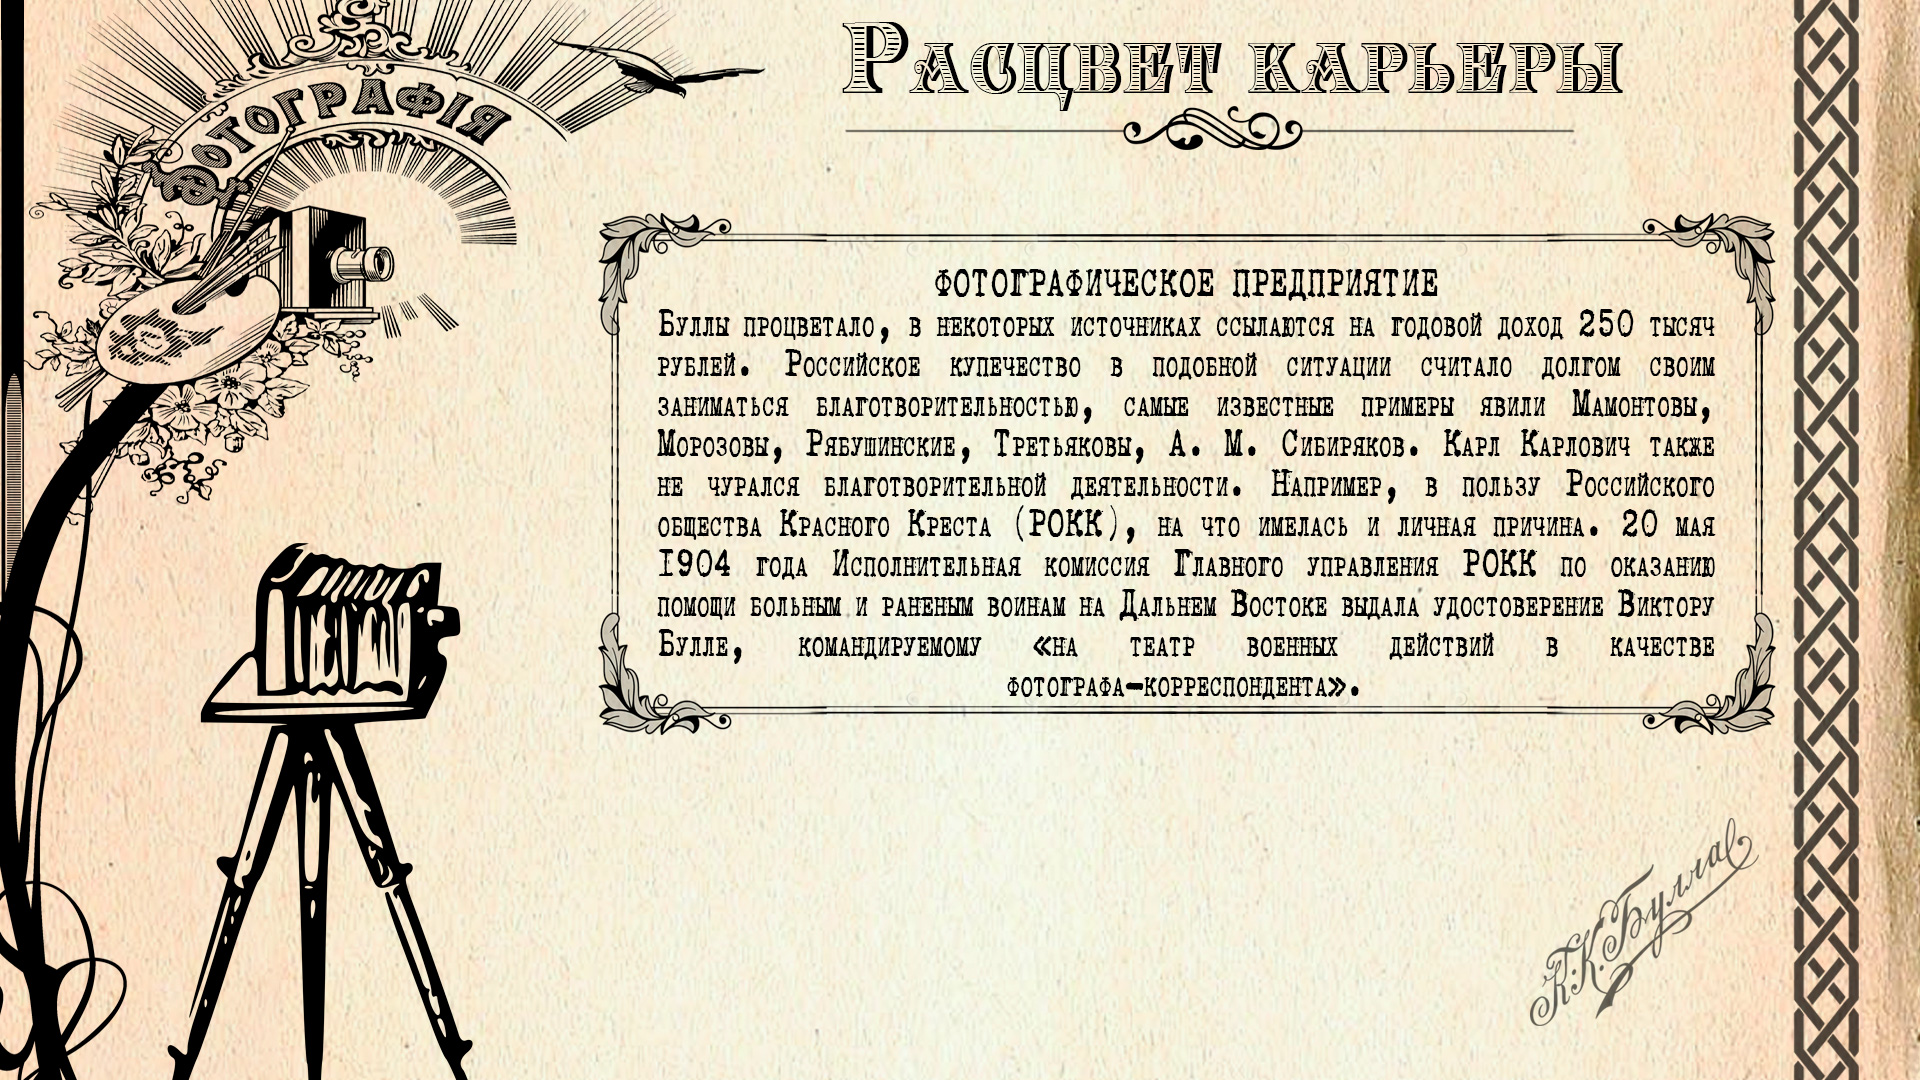 ФОТОГРАФІЯ
Расцвет карьеры
ФОТОГРАФИЧЕСКОЕ ПРЕДПРИЯТИЕ
Буллы процветало, в некоторых источниках ссылаются на годовой доход 250 тысяч
рублей. Российское купечество в подобной ситуации считало долгом своим
заниматься благотворительностью, самые известные примеры явили Мамонтовы,
Морозовы, Рябушинские, Третьяковы, А. М. Сибиряков. Карл Карлович также
не чурался благотворительной деятельности. Например, в пользу Российского
общества Красного Креста (РОКК), на что имелась и личная причина. 20 мая
1904 года Исполнительная комиссия Главного управления РОКК по оказанию
помощи больным и раненым воинам на Дальнем Востоке выдала удостоверение Виктору
Булле, командируемому «на театр военных действий в качестве
фотографа-корреспондента».
К.К.Булла